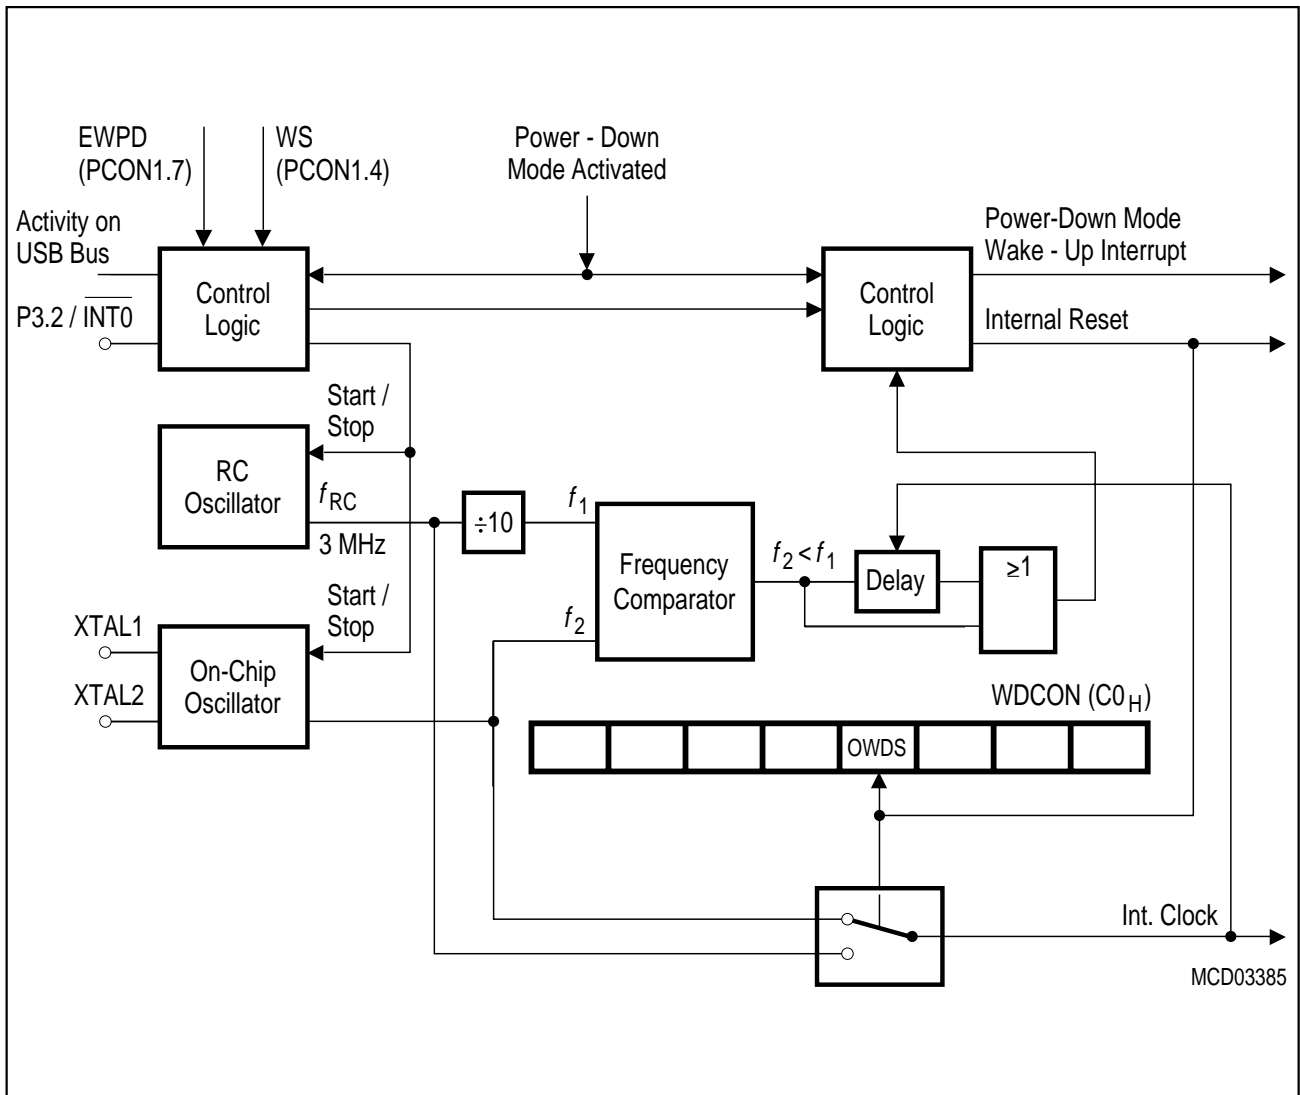 EWPD
(PCON1.7)
WS
(PCON1.4)
Power - Down
Mode Activated
Activity on
USB Bus
P3.2 / INT0
Control
Logic
Control
Logic
Power-Down Mode
Wake - Up Interrupt
Internal Reset
Start /
Stop
RC
Oscillator
fRC
3 MHz
÷10
f1
Frequency
Comparator
f2
f2 < f1
Delay
≥1
Start /
Stop
XTAL1
XTAL2
On-Chip
Oscillator
WDCON (C0H)
OWDS
Int. Clock
MCD03385